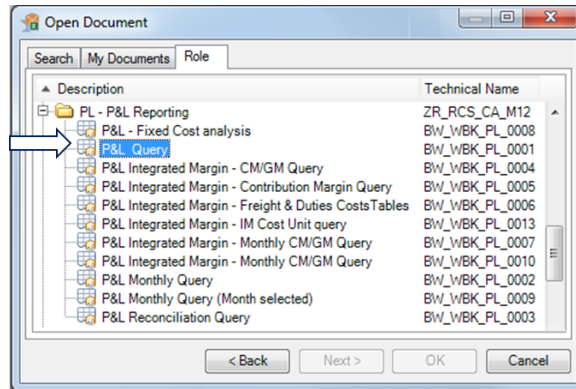 Open Document
Search My Documents Role
Description Technical Name
PL - P&L Reporting ZR_RCS_CA_M12
P&L - Fixed Cost analysis BW_WBK_PL_0008
P&L Query BW_WBK_PL_0001
P&L Integrated Margin - CM/GM Query BW_WBK_PL_0004
P&L Integrated Margin - Contribution Margin Query BW_WBK_PL_0005
P&L Integrated Margin - Freight & Duties CostsTables BW_WBK_PL_0006
P&L Integrated Margin - IM Cost Unit query BW_WBK_PL_0013
P&L Integrated Margin - Monthly CM/GM Query BW_WBK_PL_0007
P&L Integrated Margin - Monthly CM/GM Query BW_WBK_PL_0010
P&L Monthly Query BW_WBK_PL_0002
P&L Monthly Query (Month selected) BW_WBK_PL_0009
P&L Reconciliation Query BW_WBK_PL_0003
< Back Next > OK Cancel